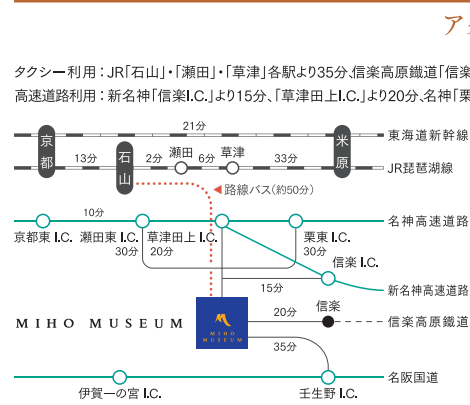 ア
タクシー利用：JR「石山」・「瀬田」・「草津」各駅より35分、信楽高原鐵道「信
高速道路利用：新名神「信楽I.C.」より15分、「草津田上I.C.」より20分、名神「栗
21分
東海道新幹線
京都
石山
米原
13分
2分
瀬田
6分
草津
33分
JR琵琶湖線
路線バス(約50分)
10分
名神高速道路
京都東 I.C.
瀬田東 I.C.
草津田上 I.C.
栗東 I.C.
30分
20分
30分
信楽 I.C.
15分
新名神高速道路
MIHO MUSEUM
MIHO
MUSEUM
20分
信楽
信楽高原鐵道
35分
名阪国道
伊賀一の宮 I.C.
壬生野 I.C.